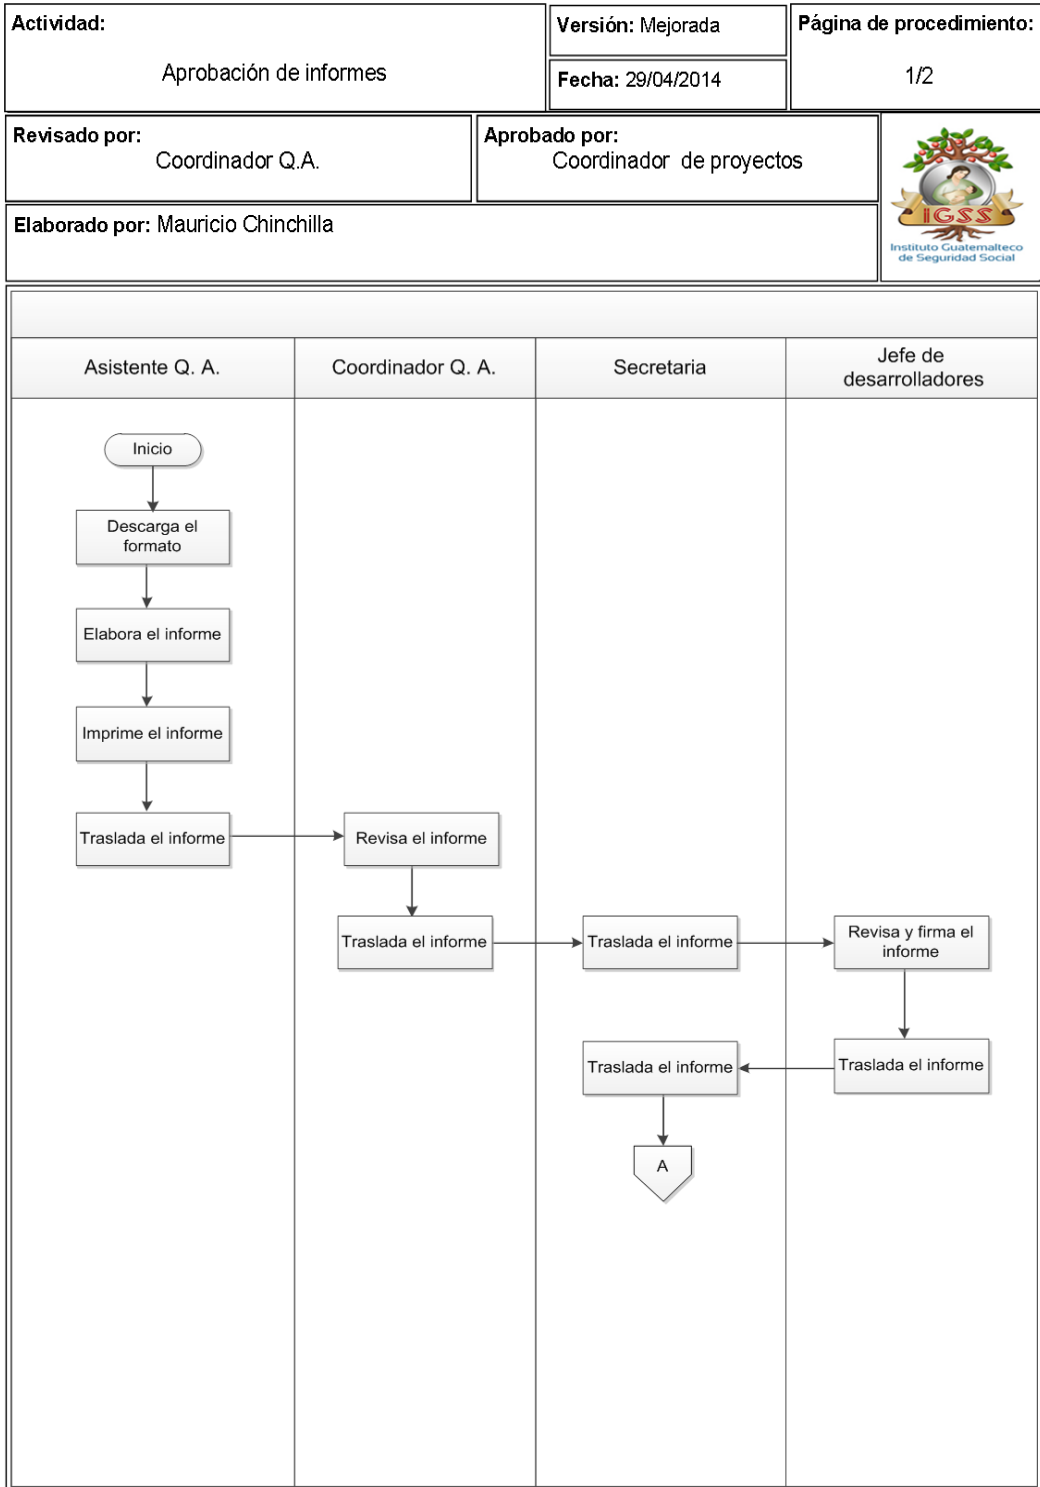 Actividad:
Aprobación de informes
Versión: Mejorada
Fecha: 29/04/2014
Página de procedimiento:
1/2
Revisado por:
Coordinador Q.A.
Aprobado por:
Coordinador de proyectos
Elaborado por: Mauricio Chinchilla
IGSS
Instituto Guatemalteco
de Seguridad Social
Asistente Q. A.
Coordinador Q. A.
Secretaria
Jefe de
desarrolladores
Inicio
Descarga el
formato
Elabora el informe
Imprime el informe
Traslada el informe
Revisa el informe
Traslada el informe
Traslada el informe
Revisa y firma el
informe
Traslada el informe
Traslada el informe
A